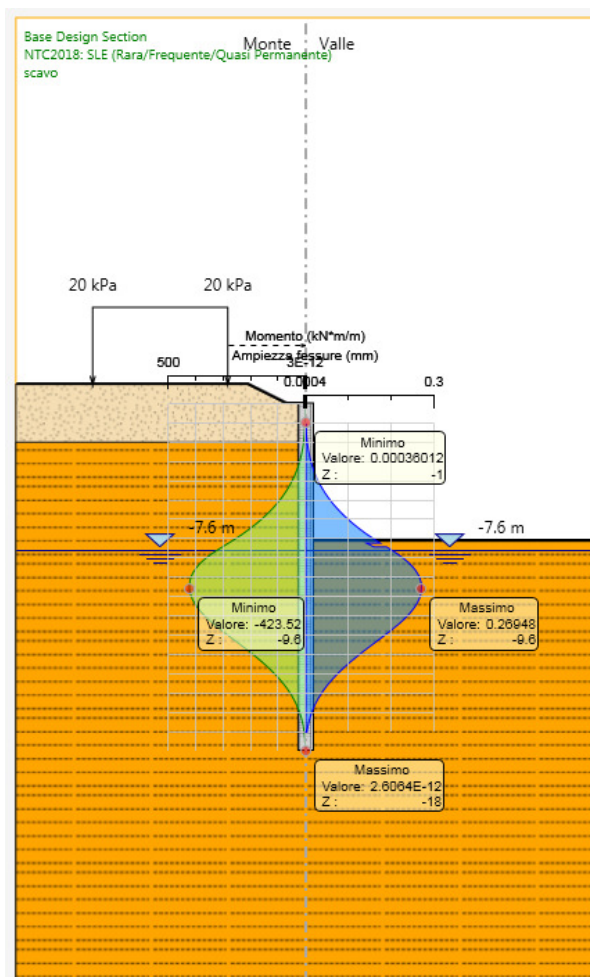 Base Design Section
NTC2018: SLE (Rara/Frequente/Quasi Permanente)
Monte Valle
scavo
20 kPa 20 kPa
Momento (kN*m/m)
Ampiezza fessure (mm)
500 3E-12
0.0004 0.3
Minimo
Valore: 0.00036012
Z : -1
-7.6 m -7.6 m
Minimo
Valore: -423.52
Z : -9.6
Massimo
Valore: 0.26948
Z : -9.6
Massimo
Valore: 2.6064E-12
Z : -18